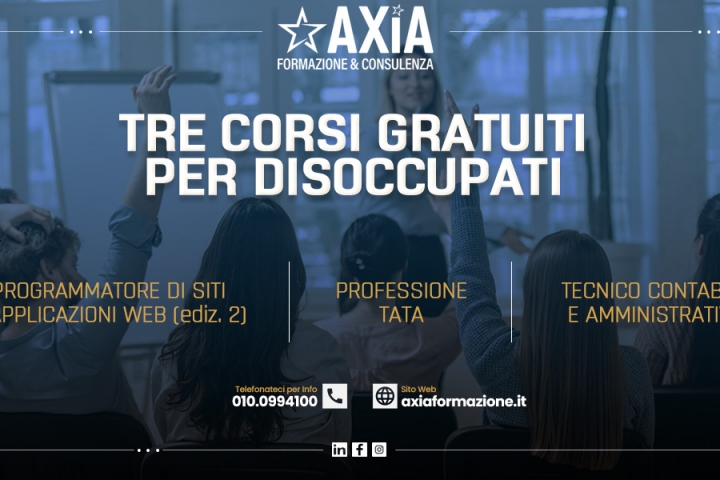 AXiA
FORMAZIONE & CONSULENZA
TRE CORSI GRATUITI
PER DISOCCUPATI
PROGRAMMATORE DI SITI
APPLICAZIONI WEB (ediz. 2)
PROFESSIONE
TATA
TECNICO CONTAB
E AMMINISTRATI
Telefonateci per Info
010.0994100
Sito Web
axiaformazione.it